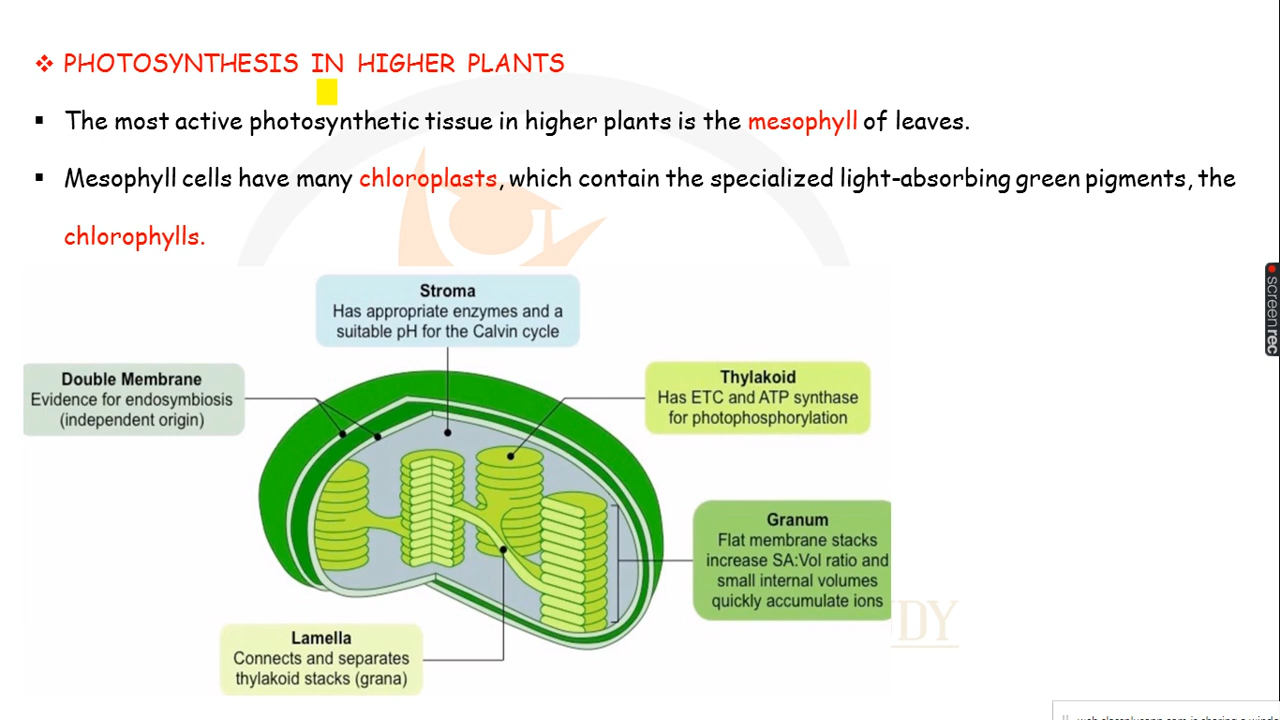 ❖ PHOTOSYNTHESIS IN HIGHER PLANTS
▪ The most active photosynthetic tissue in higher plants is the mesophyll of leaves.
▪ Mesophyll cells have many chloroplasts, which contain the specialized light-absorbing green pigments, the
chlorophylls.
Stroma
Has appropriate enzymes and a
suitable pH for the Calvin cycle
Double Membrane
Evidence for endosymbiosis
(independent origin)
Thylakoid
Has ETC and ATP synthase
for photophosphorylation
Granum
Flat membrane stacks
increase SA:Vol ratio and
small internal volumes
quickly accumulate ions
Lamella
Connects and separates
thylakoid stacks (grana)
screenrec